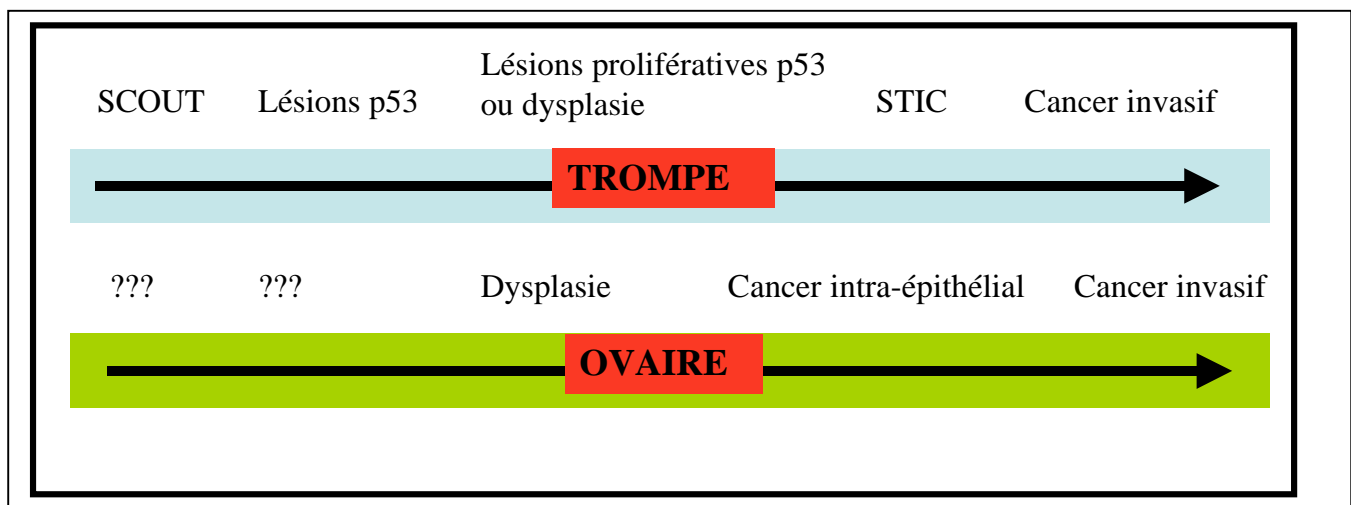 Lésions prolifératives p53
SCOUT Lésions p53 ou dysplasie STIC Cancer invasif
TROMPE
??? ??? Dysplasie Cancer intra-épithélial Cancer invasif
OVAIRE